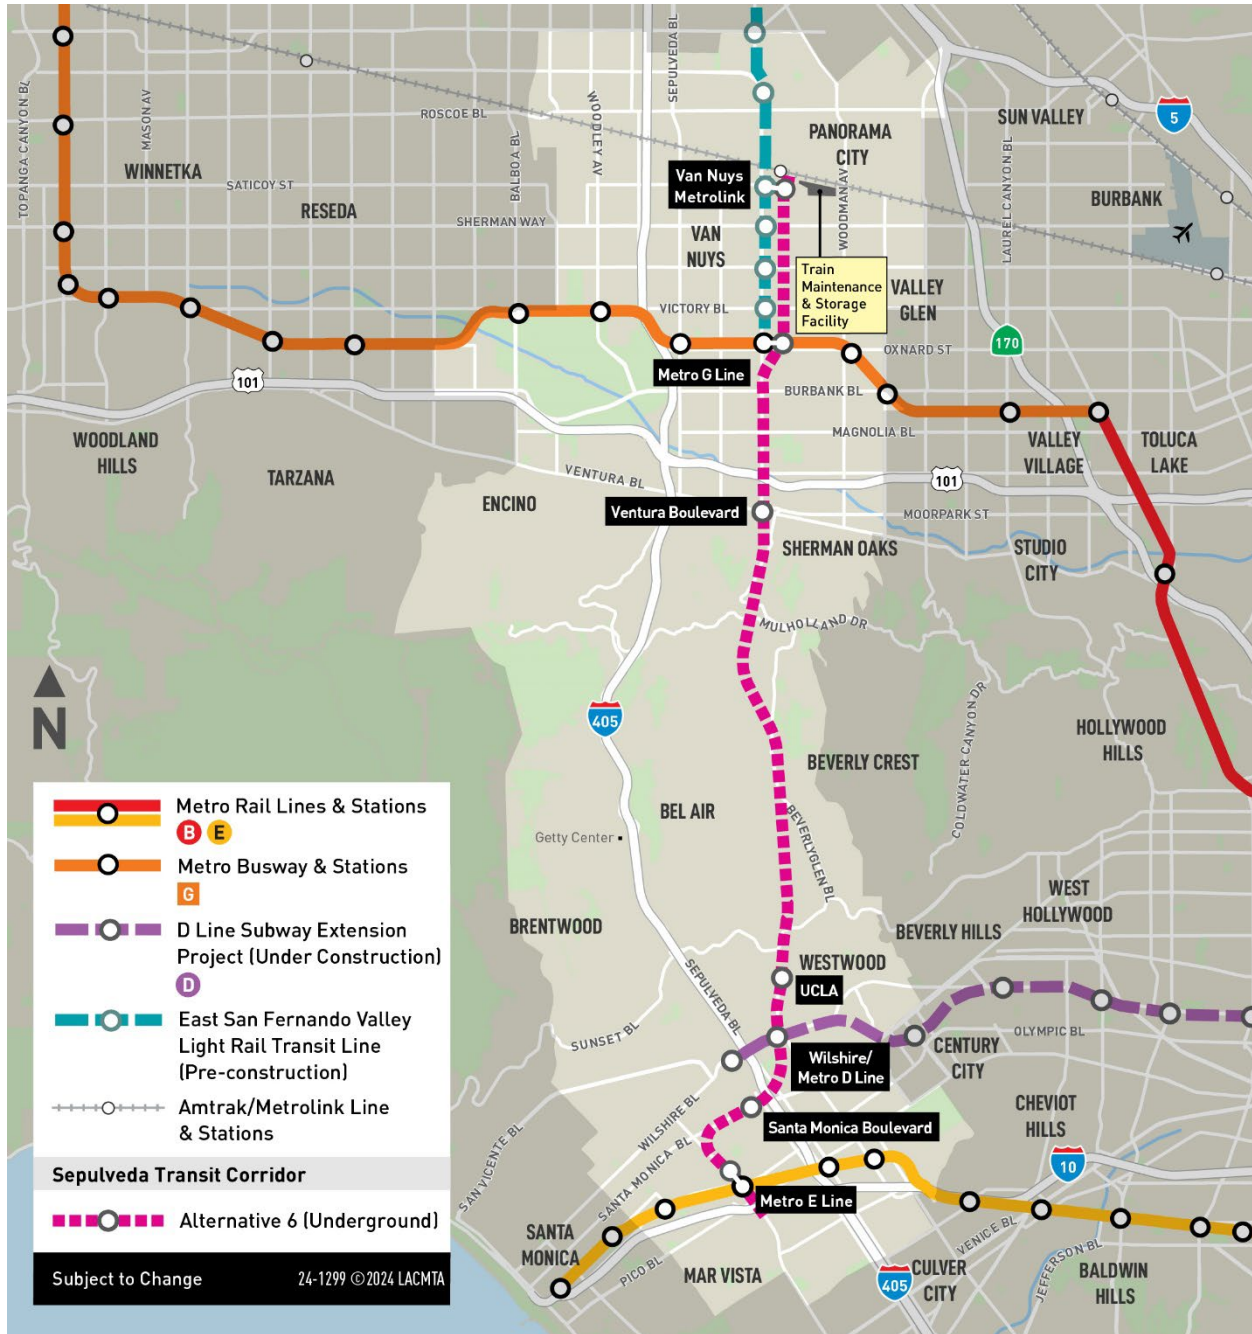 TOPANGA CANYON BL
MASON AV
WINNETKA
SATICOY ST
RESEDA
ROSCOE BL
BALBOA BL
SHERMAN WAY
WOODLEY AV
SEPULVEDA BL
PANORAMA
CITY
Van Nuys
Metrolink
VAN
NUYS
WOODMAN AV
LAUREL CANYON BL
SUN VALLEY
5
BURBANK
Train
Maintenance
& Storage
Facility
VALLEY
GLEN
VICTORY BL
170
OXNARD ST
Metro G Line
BURBANK BL
MAGNOLIA BL
101
WOODLAND
HILLS
TARZANA
ENCINO
VENTURA BL
Ventura Boulevard
101
MOORPARK ST
VALLEY
VILLAGE
TOLUCA
LAKE
SHERMAN OAKS
STUDIO
CITY
MULHOLLAND DR
405
N
COLDWATER CANYON DR
HOLLYWOOD
HILLS
BEVERLY CREST
BEL AIR
Getty Center
BEVERLYGLEN BL
BRENTWOOD
WEST
HOLLYWOOD
BEVERLY HILLS
WESTWOOD
UCLA
SEPULVEDA BL
SUNSET BL
OLYMPIC BL
Wilshire/
Metro D Line
CENTURY
CITY
WILSHIRE BL
Santa Monica Boulevard
CHEVIOT
HILLS
10
SAN VICENTE BL
SANTA MONICA BL
Metro E Line
SANTA
MONICA
PICO BL
MAR VISTA
VENICE BL
JEFFERSON BL
405
CULVER
CITY
BALDWIN
HILLS
Metro Rail Lines & Stations
B E
Metro Busway & Stations
G
D Line Subway Extension
Project (Under Construction)
D
East San Fernando Valley
Light Rail Transit Line
(Pre-construction)
Amtrak/Metrolink Line
& Stations
Sepulveda Transit Corridor
Alternative 6 (Underground)
Subject to Change 24-1299 ©2024 LACMTA